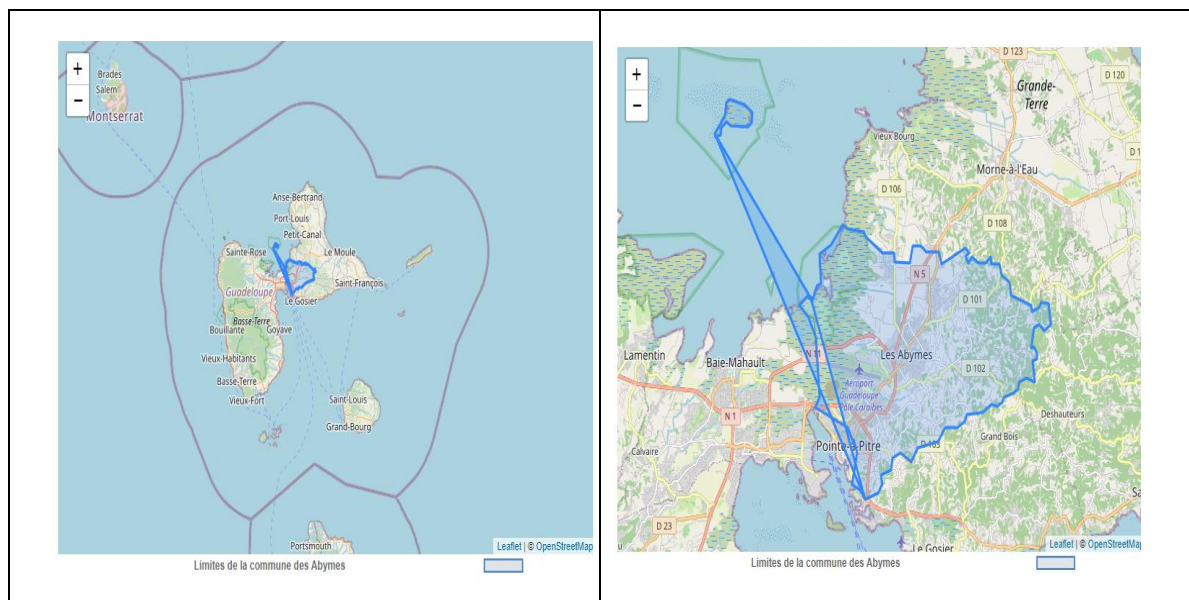 +
−
Brades
Salem
Montserrat
Anse-Bertrand
Port-Louis
Petit-Canal
Sainte-Rose
Le Moule
Saint-François
Guadeloupe
Le Gosier
Basse-Terre
Bouillante
Goyave
Vieux-Habitants
Basse-Terre
Vieux-Fort
Saint-Louis
Grand-Bourg
Portsmouth
Leaflet | © OpenStreetMap
Limites de la commune des Abymes
+
−
D 123
D 120
Grande-
Terre
Vieux Bourg
Morne-à-l'Eau
D 106
D 108
N 5
D 101
Lamentin
Baie-Mahault
N 11
Les Abymes
D 102
Aéroport
Guadeloupe
Pôle Caraïbes
N 1
Deshauteurs
Calvaire
Pointe-à-Pitre
D 103
Grand Bois
D 23
Le Gosier
Leaflet | © OpenStreetMap
Limites de la commune des Abymes